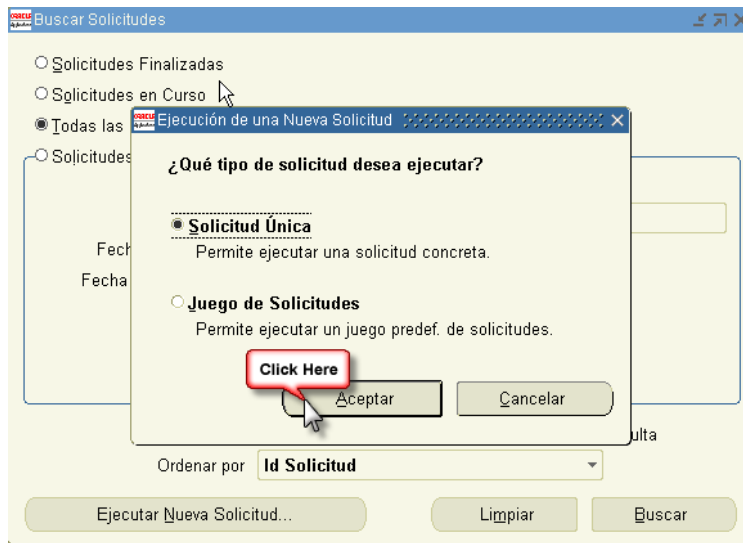 ORACLE
Buscar Solicitudes
Solicitudes Finalizadas
Solicitudes en Curso
Todas las
Solicitudes
Fech
Fecha
ORACLE
Ejecución de una Nueva Solicitud
¿Qué tipo de solicitud desea ejecutar?
Solicitud Única
Permite ejecutar una solicitud concreta.
Juego de Solicitudes
Permite ejecutar un juego predef. de solicitudes.
Click Here
Aceptar
Cancelar
ulta
Ordenar por Id Solicitud
Ejecutar Nueva Solicitud...
Limpiar
Buscar